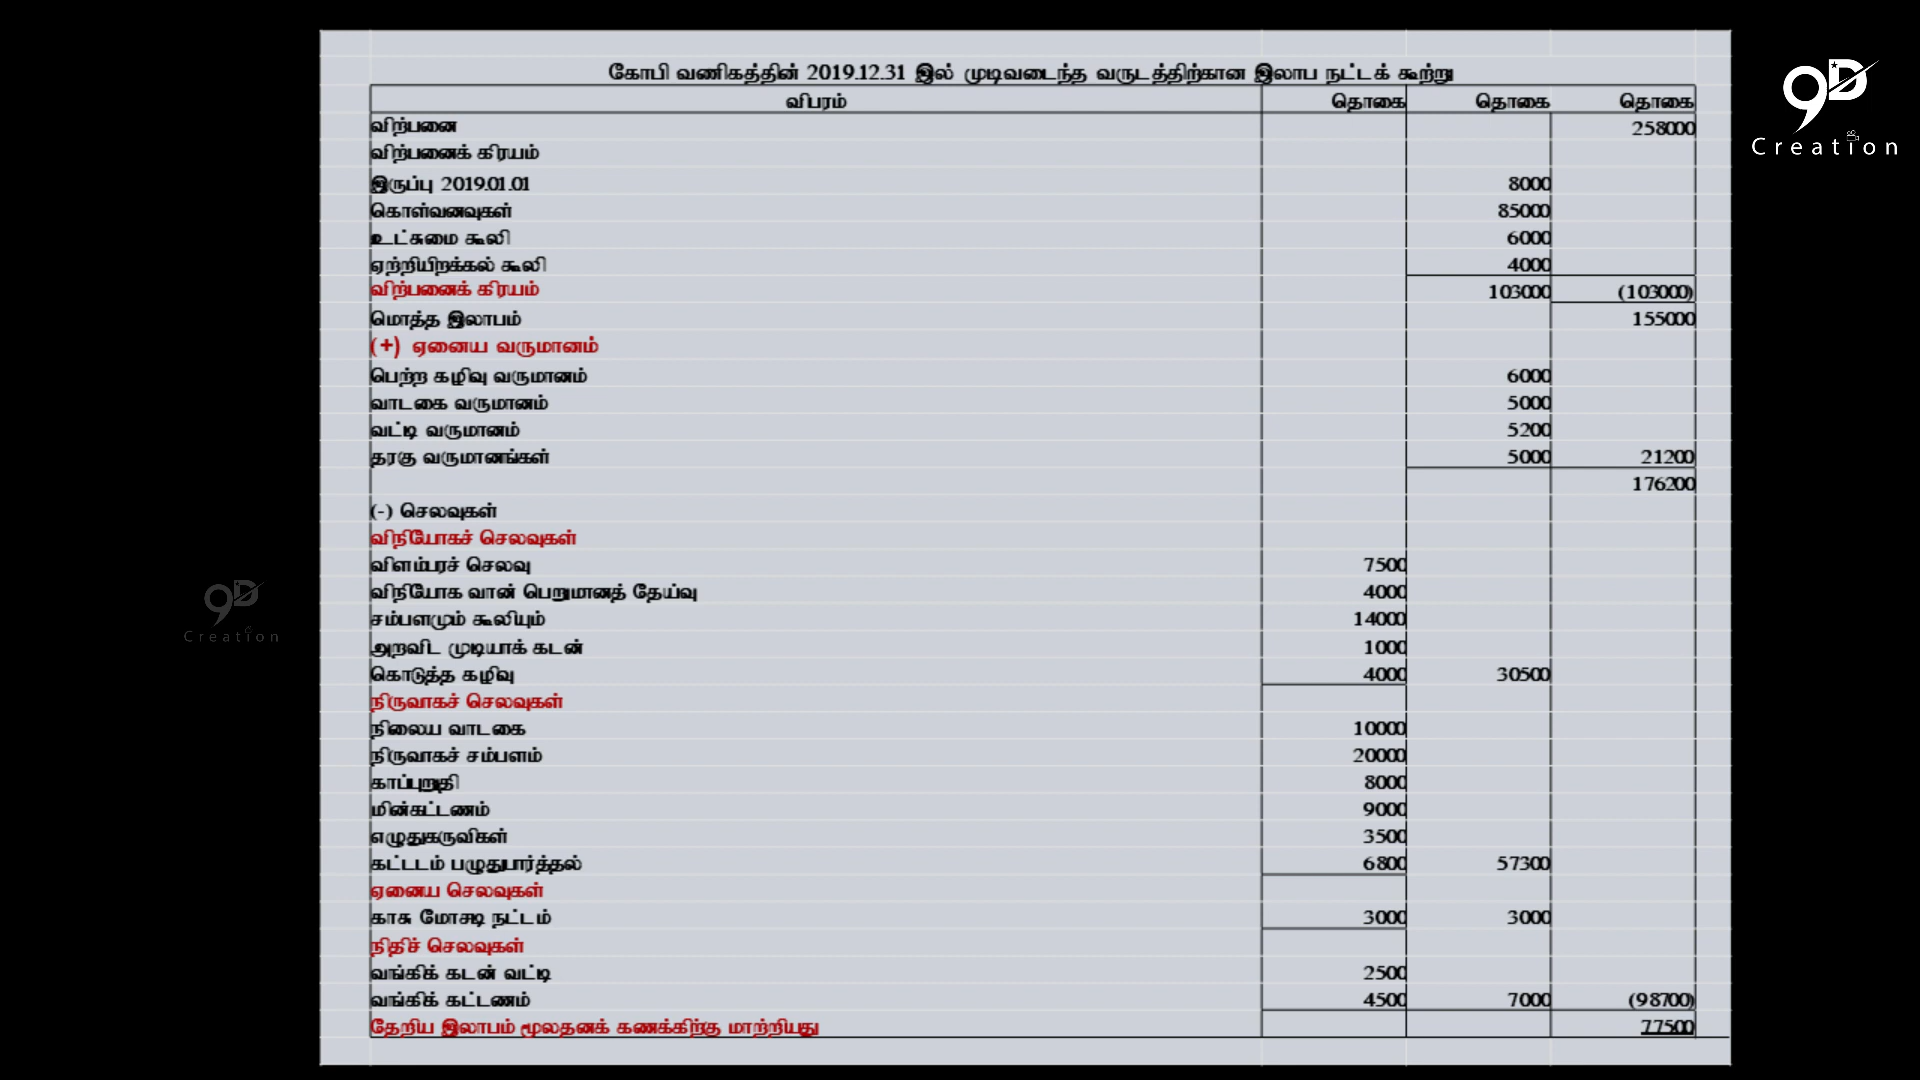 கோபி வணிகத்தின் 2019.12.31 இல் முடிவடைந்த வருடத்திற்கான இலாப நட்டக் கூற்று
விபரம் தொகை தொகை தொகை
விற்பனை 258000
விற்பனைக் கிரயம்
இருப்பு 2019.01.01 8000
கொள்வனவுகள் 85000
உட்சுமை கூலி 6000
ஏற்றியிறக்கல் கூலி 4000
விற்பனைக் கிரயம் 103000 (103000)
மொத்த இலாபம் 155000
(+) ஏனைய வருமானம்
பெற்ற கழிவு வருமானம் 6000
வாடகை வருமானம் 5000
வட்டி வருமானம் 5200
தரகு வருமானங்கள் 5000 21200
176200
(-) செலவுகள்
விநியோகச் செலவுகள்
விளம்பரச் செலவு 7500
விநியோக வான் பெறுமானத் தேய்வு 4000
சம்பளமும் கூலியும் 14000
அறவிட முடியாக் கடன் 1000
கொடுத்த கழிவு 4000 30500
நிருவாகச் செலவுகள்
நிலைய வாடகை 10000
நிருவாகச் சம்பளம் 20000
காப்புறுதி 8000
மின்கட்டணம் 9000
எழுதுகருவிகள் 3500
கட்டடம் பழுதுபார்த்தல் 6800 57300
ஏனைய செலவுகள்
காசு மோசடி நட்டம் 3000 3000
நிதிச் செலவுகள்
வங்கிக் கடன் வட்டி 2500
வங்கிக் கட்டணம் 4500 7000 (98700)
தேறிய இலாபம் மூலதனக் கணக்கிற்கு மாற்றியது 77500
9D
Creation
9D
Creation